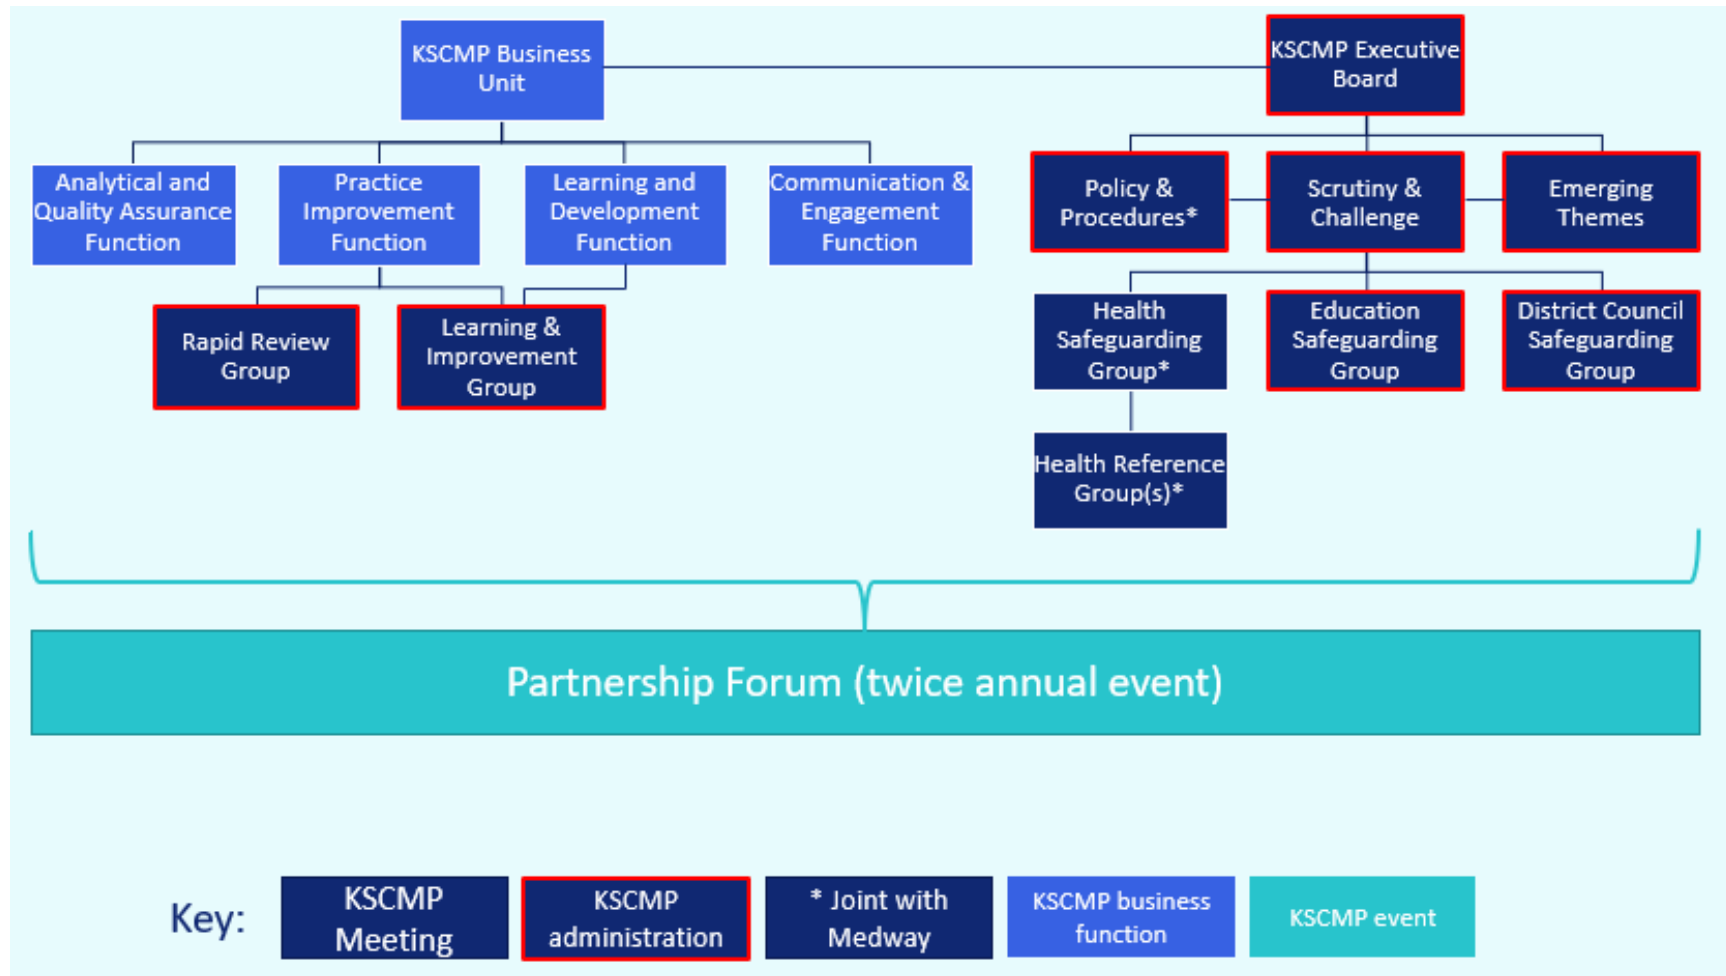 KSCMP Business
Unit
KSCMP Executive
Board
Analytical and
Quality Assurance
Function
Practice
Improvement
Function
Learning and
Development
Function
Communication &
Engagement
Function
Policy &
Procedures*
Scrutiny &
Challenge
Emerging
Themes
Rapid Review
Group
Learning &
Improvement
Group
Health
Safeguarding
Group*
Education
Safeguarding
Group
District Council
Safeguarding
Group
Health Reference
Group(s)*
Partnership Forum (twice annual event)
Key:
KSCMP
Meeting
KSCMP
administration
* Joint with
Medway
KSCMP business
function
KSCMP event